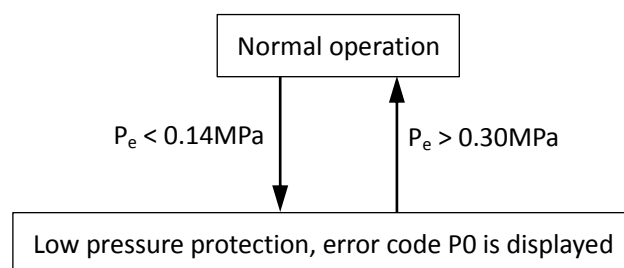 Normal operation
Pₑ < 0.14MPa
Pₑ > 0.30MPa
Low pressure protection, error code P0 is displayed